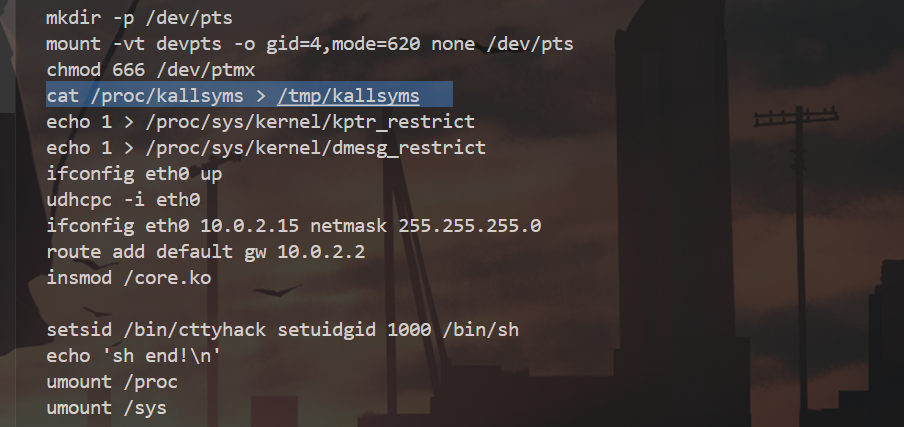 mkdir -p /dev/pts
mount -vt devpts -o gid=4,mode=620 none /dev/pts
chmod 666 /dev/ptmx
cat /proc/kallsyms > /tmp/kallsyms
echo 1 > /proc/sys/kernel/kptr_restrict
echo 1 > /proc/sys/kernel/dmesg_restrict
ifconfig eth0 up
udhcpc -i eth0
ifconfig eth0 10.0.2.15 netmask 255.255.255.0
route add default gw 10.0.2.2
insmod /core.ko
setsid /bin/cttyhack setuidgid 1000 /bin/sh
echo 'sh end!\n'
umount /proc
umount /sys